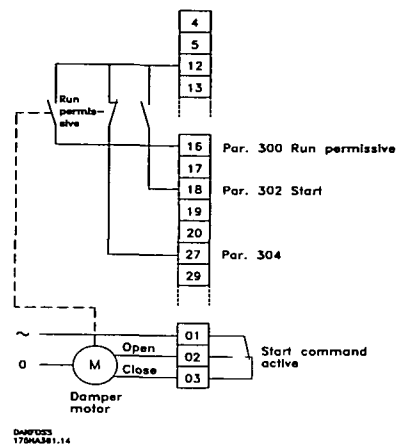 4
5
12
13
Run
permis-
sive
16 Par. 300 Run permissive
17
18 Par. 302 Start
19
20
27 Par. 304
29
~ 01
Open 02 Start command
active
0 M
Close 03
Damper
motor
DANFOSS
175HA381.14